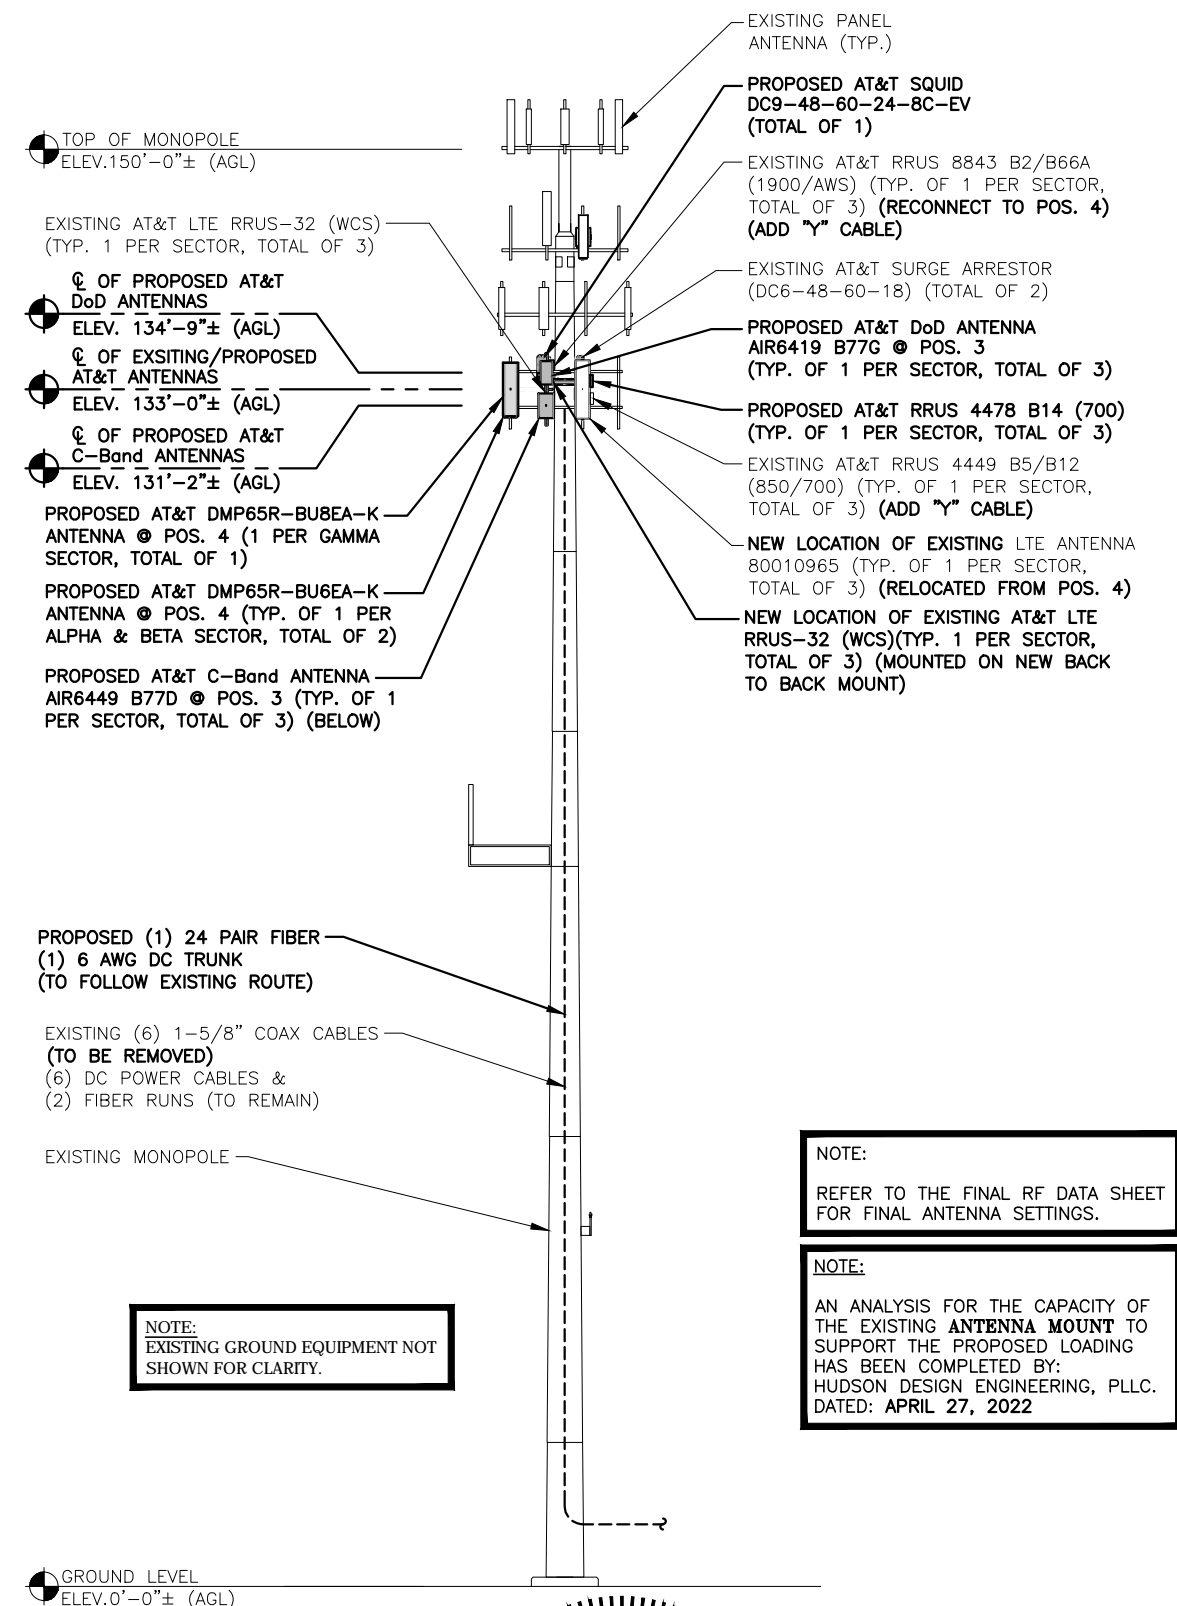 EXISTING PANEL
ANTENNA (TYP.)
PROPOSED AT&T SQUID
DC9-48-60-24-8C-EV
(TOTAL OF 1)
TOP OF MONOPOLE
ELEV.150'-0"± (AGL)
EXISTING AT&T RRUS 8843 B2/B66A
(1900/AWS) (TYP. OF 1 PER SECTOR,
TOTAL OF 3) (RECONNECT TO POS. 4)
(ADD "Y" CABLE)
EXISTING AT&T LTE RRUS-32 (WCS)
(TYP. 1 PER SECTOR, TOTAL OF 3)
EXISTING AT&T SURGE ARRESTOR
(DC6-48-60-18) (TOTAL OF 2)
℄ OF PROPOSED AT&T
DoD ANTENNAS
ELEV. 134'-9"± (AGL)
PROPOSED AT&T DoD ANTENNA
AIR6419 B77G @ POS. 3
(TYP. OF 1 PER SECTOR, TOTAL OF 3)
℄ OF EXSITING/PROPOSED
AT&T ANTENNAS
ELEV. 133'-0"± (AGL)
PROPOSED AT&T RRUS 4478 B14 (700)
(TYP. OF 1 PER SECTOR, TOTAL OF 3)
℄ OF PROPOSED AT&T
C-Band ANTENNAS
ELEV. 131'-2"± (AGL)
EXISTING AT&T RRUS 4449 B5/B12
(850/700) (TYP. OF 1 PER SECTOR,
TOTAL OF 3) (ADD "Y" CABLE)
PROPOSED AT&T DMP65R-BU8EA-K
ANTENNA @ POS. 4 (1 PER GAMMA
SECTOR, TOTAL OF 1)
NEW LOCATION OF EXISTING LTE ANTENNA
80010965 (TYP. OF 1 PER SECTOR,
TOTAL OF 3) (RELOCATED FROM POS. 4)
PROPOSED AT&T DMP65R-BU6EA-K
ANTENNA @ POS. 4 (TYP. OF 1 PER
ALPHA & BETA SECTOR, TOTAL OF 2)
NEW LOCATION OF EXISTING AT&T LTE
RRUS-32 (WCS)(TYP. 1 PER SECTOR,
TOTAL OF 3) (MOUNTED ON NEW BACK
TO BACK MOUNT)
PROPOSED AT&T C-Band ANTENNA
AIR6449 B77D @ POS. 3 (TYP. OF 1
PER SECTOR, TOTAL OF 3) (BELOW)
PROPOSED (1) 24 PAIR FIBER
(1) 6 AWG DC TRUNK
(TO FOLLOW EXISTING ROUTE)
EXISTING (6) 1-5/8" COAX CABLES
(TO BE REMOVED)
(6) DC POWER CABLES &
(2) FIBER RUNS (TO REMAIN)
EXISTING MONOPOLE
NOTE:
REFER TO THE FINAL RF DATA SHEET
FOR FINAL ANTENNA SETTINGS.
NOTE:
AN ANALYSIS FOR THE CAPACITY OF
THE EXISTING ANTENNA MOUNT TO
SUPPORT THE PROPOSED LOADING
HAS BEEN COMPLETED BY:
HUDSON DESIGN ENGINEERING, PLLC.
DATED: APRIL 27, 2022
NOTE:
EXISTING GROUND EQUIPMENT NOT
SHOWN FOR CLARITY.
GROUND LEVEL
ELEV.0'-0"± (AGL)